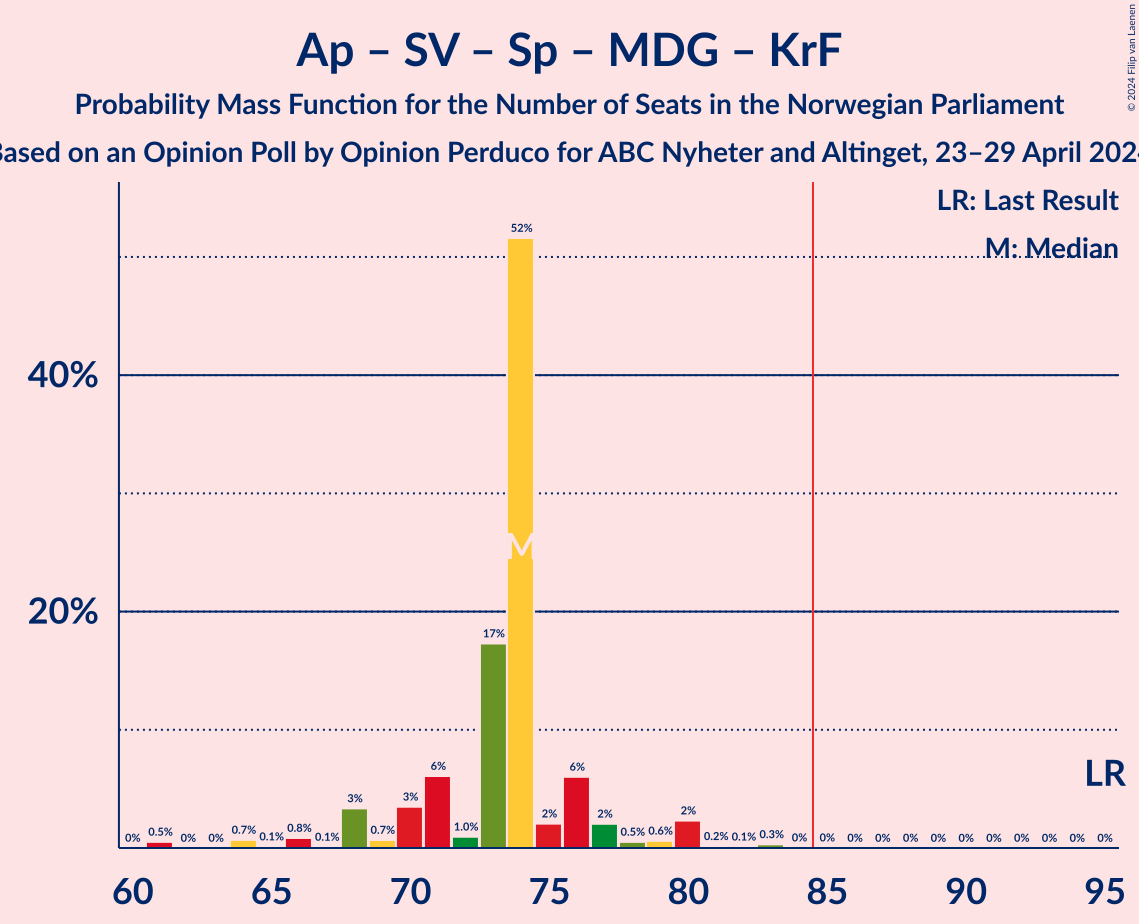 Ap – SV – Sp – MDG – KrF
Probability Mass Function for the Number of Seats in the Norwegian Parliament
Based on an Opinion Poll by Opinion Perduco for ABC Nyheter and Altinget, 23–29 April 2024
© 2024 Filip van Laenen
LR: Last Result
M: Median
52%
40%
M
20%
17%
LR
6% 6%
3% 3% 2% 2% 2%
0% 0.5% 0% 0% 0.7% 0.1% 0.8% 0.1% 0.7% 1.0% 0.5% 0.6% 0.2% 0.1% 0.3% 0% 0% 0% 0% 0% 0% 0% 0% 0% 0% 0% 0%
60 65 70 75 80 85 90 95